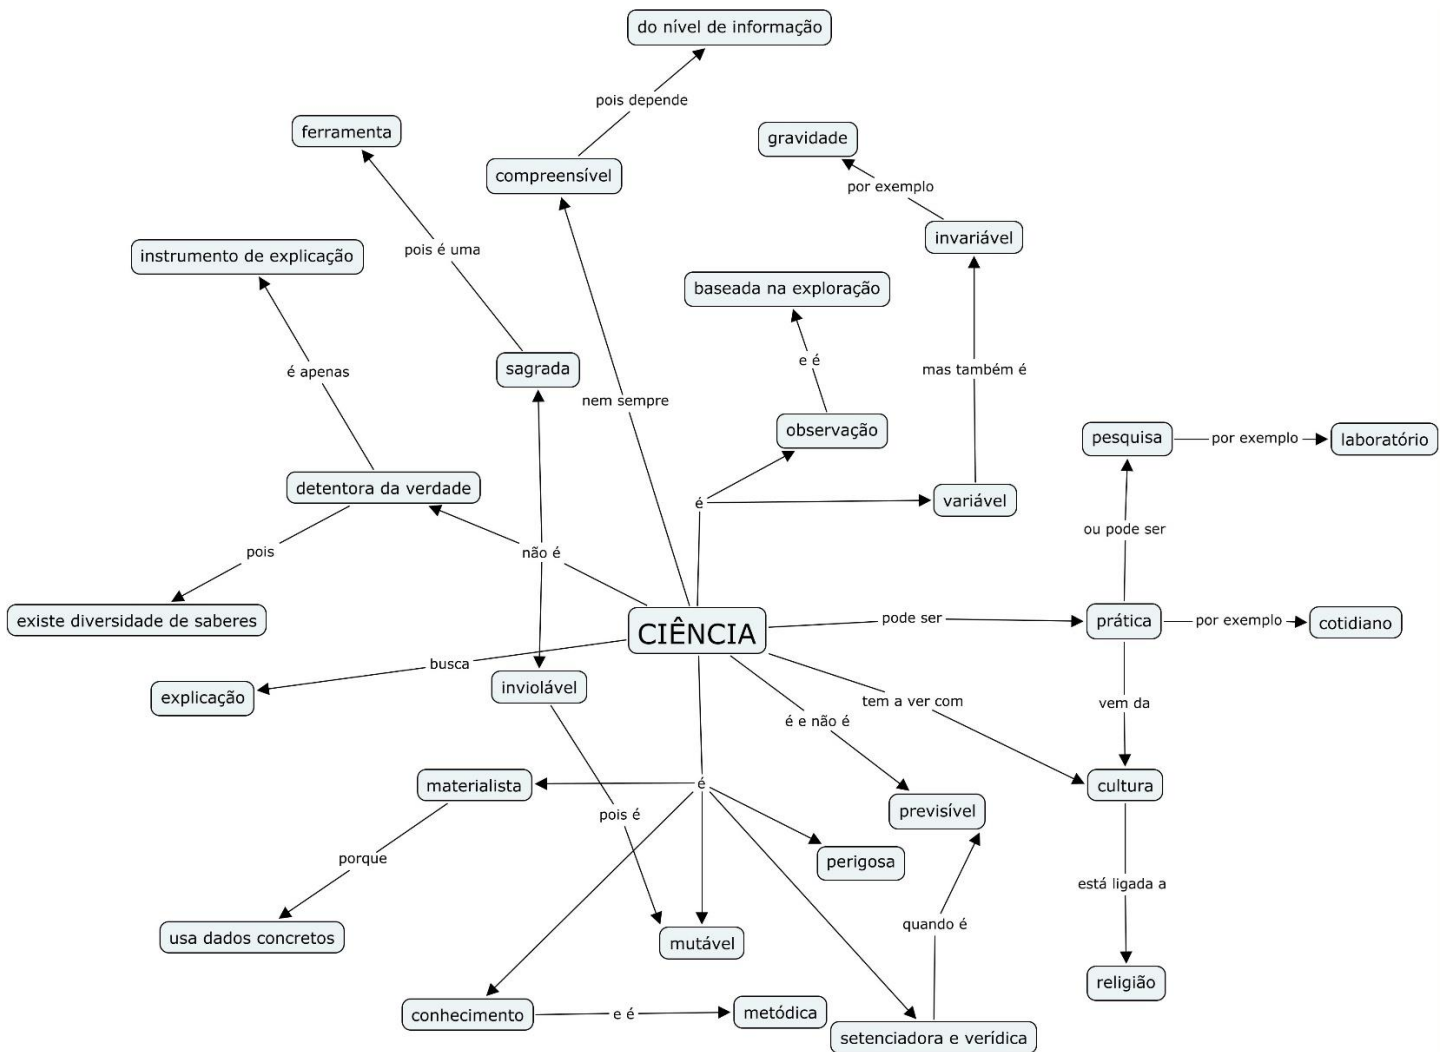 do nível de informação
pois depende
ferramenta
gravidade
compreensível
por exemplo
invariável
pois é uma
instrumento de explicação
baseada na exploração
e é
sagrada
é apenas
mas também é
nem sempre
observação
pesquisa
por exemplo
laboratório
detentora da verdade
é
variável
ou pode ser
pois
não é
existe diversidade de saberes
CIÊNCIA
pode ser
prática
por exemplo
cotidiano
busca
explicação
inviolável
tem a ver com
vem da
é e não é
materialista
é
cultura
previsível
pois é
porque
perigosa
está ligada a
quando é
usa dados concretos
mutável
religião
conhecimento
e é
metódica
setenciadora e verídica